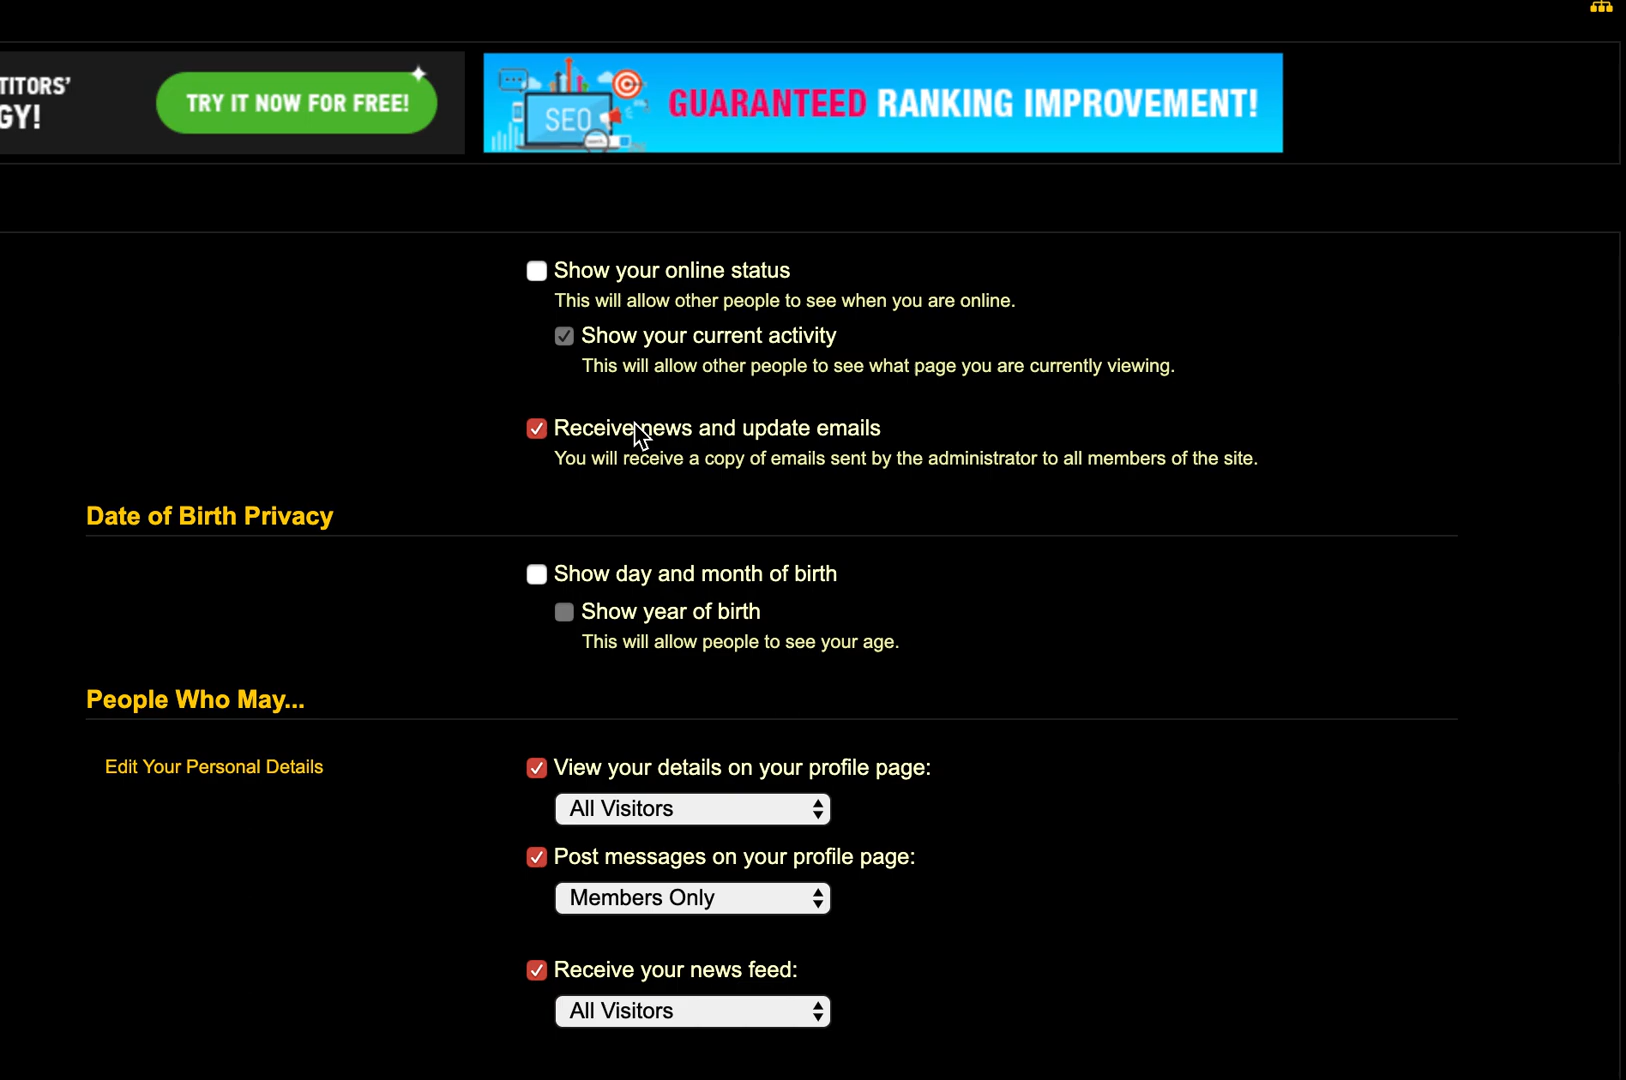 TITORS'
GY!
TRY IT NOW FOR FREE!
SEO
GUARANTEED RANKING IMPROVEMENT!
Show your online status
This will allow other people to see when you are online.
Show your current activity
This will allow other people to see what page you are currently viewing.
Receive news and update emails
You will receive a copy of emails sent by the administrator to all members of the site.
Date of Birth Privacy
Show day and month of birth
Show year of birth
This will allow people to see your age.
People Who May...
Edit Your Personal Details
View your details on your profile page:
All Visitors
Post messages on your profile page:
Members Only
Receive your news feed:
All Visitors